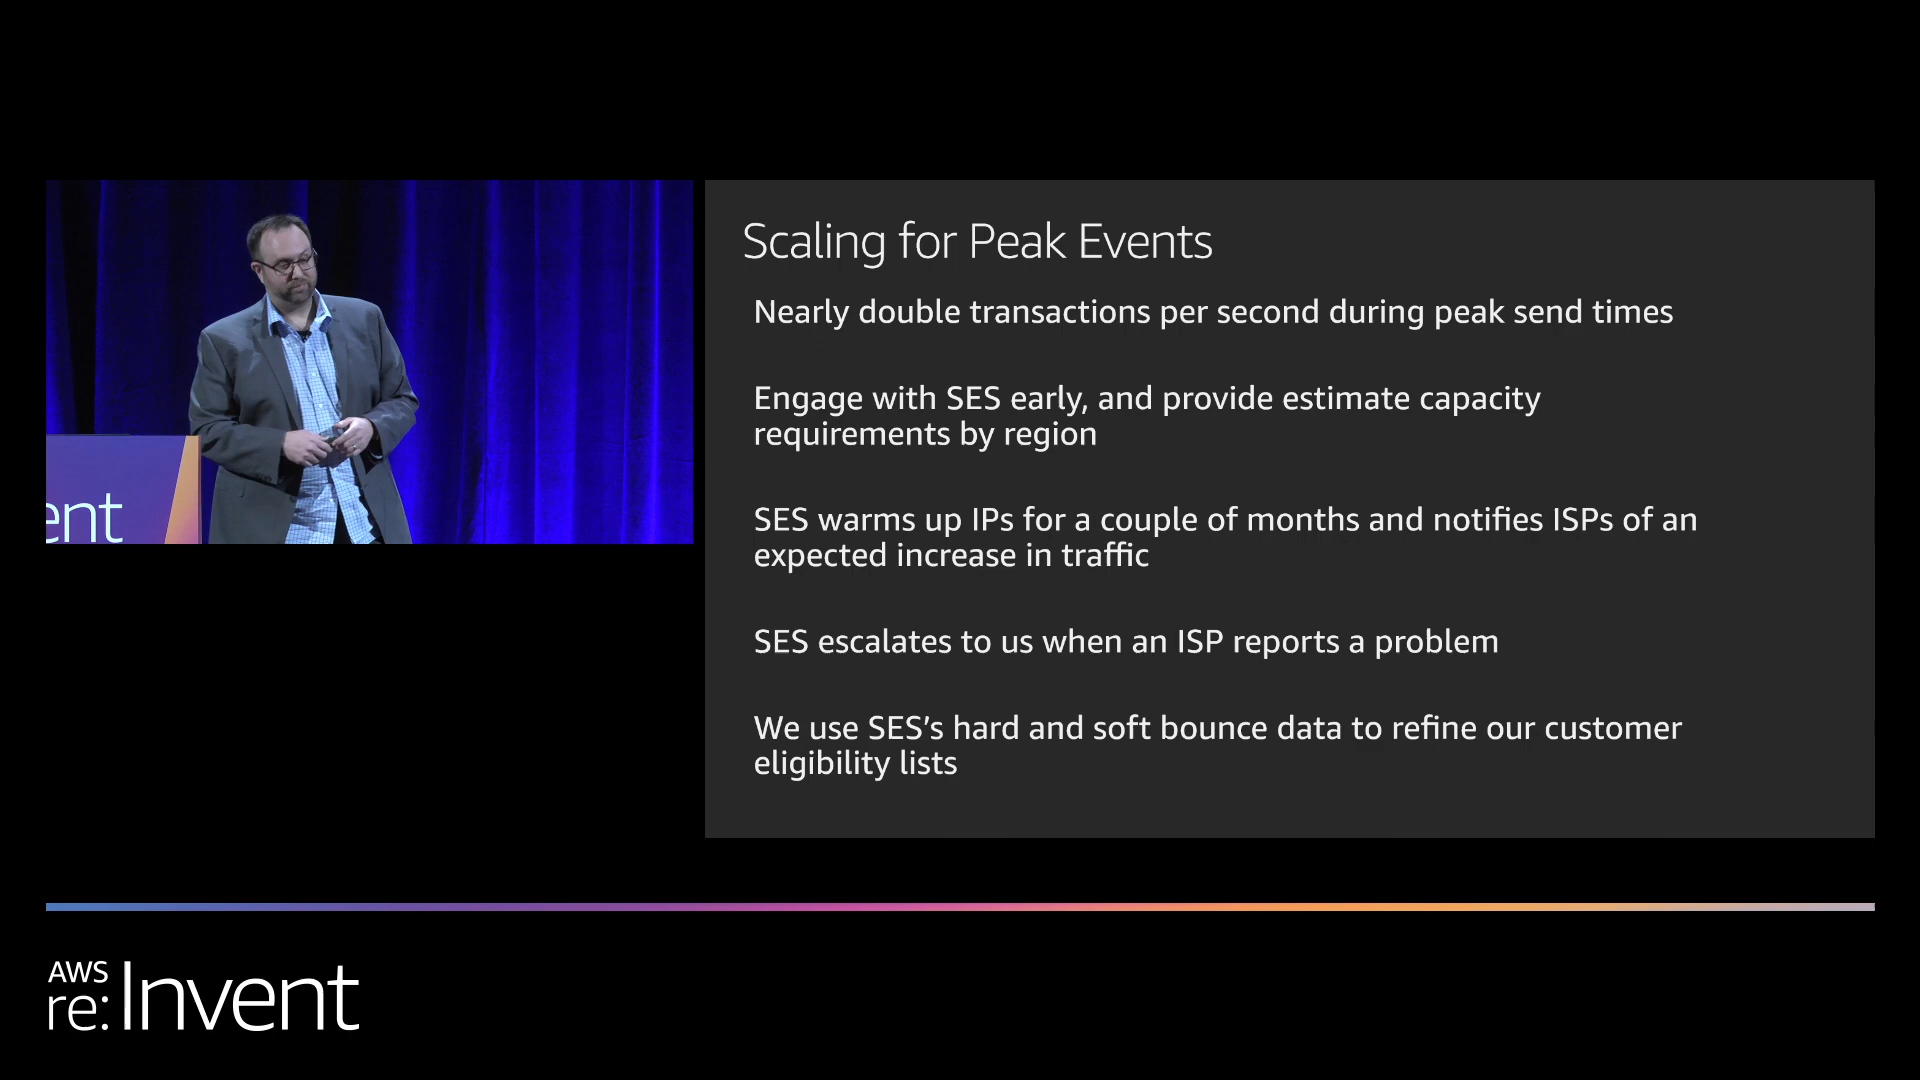 Scaling for Peak Events
Nearly double transactions per second during peak send times
Engage with SES early, and provide estimate capacity
requirements by region
SES warms up IPs for a couple of months and notifies ISPs of an
expected increase in traffic
SES escalates to us when an ISP reports a problem
We use SES’s hard and soft bounce data to refine our customer
eligibility lists
ent
AWS
re:Invent